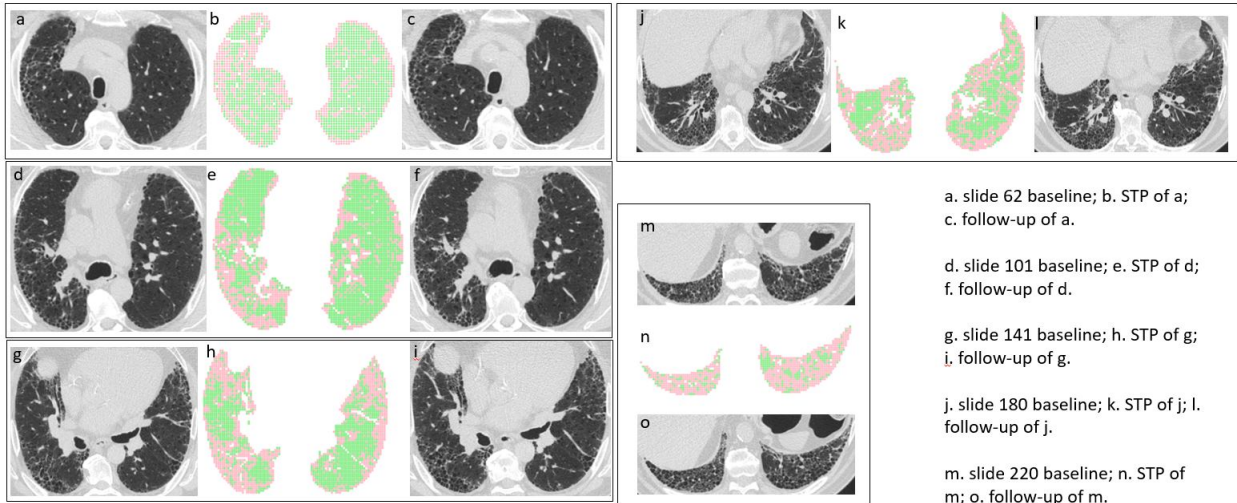 a
b
c
j
k
l
d
e
f
g
h
i
m
n
o
a. slide 62 baseline; b. STP of a;
c. follow-up of a.
d. slide 101 baseline; e. STP of d;
f. follow-up of d.
g. slide 141 baseline; h. STP of g;
i. follow-up of g.
j. slide 180 baseline; k. STP of j; l.
follow-up of j.
m. slide 220 baseline; n. STP of
m; o. follow-up of m.